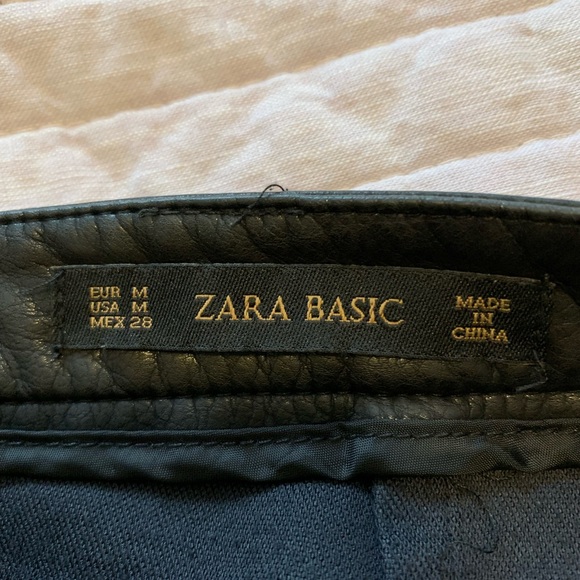 EUR M
USA M
MEX 28
ZARA BASIC
MADE
IN
CHINA